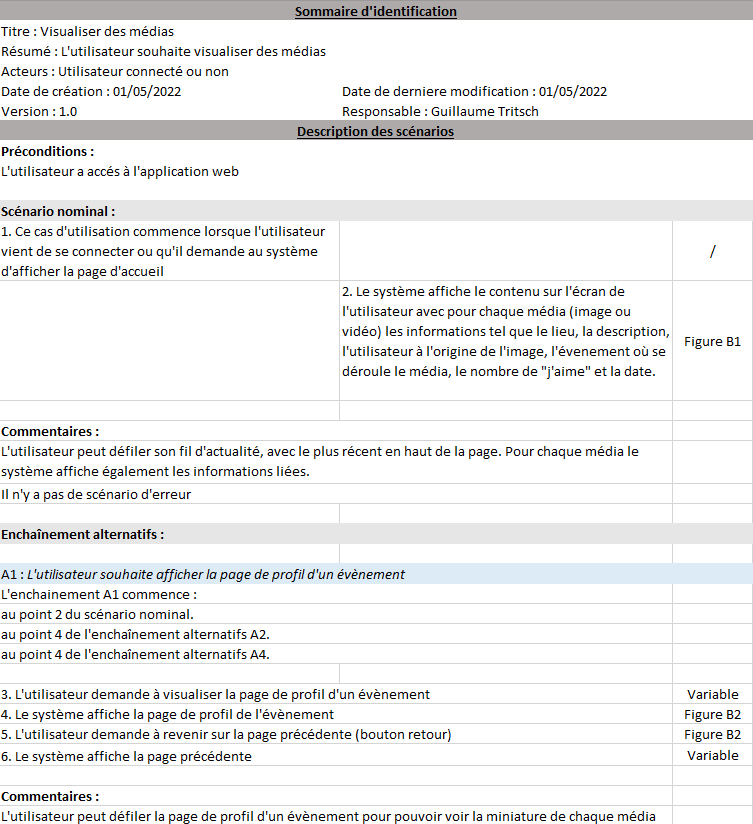 Sommaire d'identification
Titre : Visualiser des médias
Résumé : L'utilisateur souhaite visualiser des médias
Acteurs : Utilisateur connecté ou non
Date de création : 01/05/2022 Date de derniere modification : 01/05/2022
Version : 1.0 Responsable : Guillaume Tritsch
Description des scénarios
Préconditions :
L'utilisateur a accés à l'application web
Scénario nominal :
1. Ce cas d'utilisation commence lorsque l'utilisateur
vient de se connecter ou qu'il demande au système
d'afficher la page d'accueil
/
2. Le système affiche le contenu sur l'écran de
l'utilisateur avec pour chaque média (image ou
vidéo) les informations tel que le lieu, la description,
l'utilisateur à l'origine de l'image, l'évenement où se
déroule le média, le nombre de "j'aime" et la date.
Figure B1
Commentaires :
L'utilisateur peut défiler son fil d'actualité, avec le plus récent en haut de la page. Pour chaque média le
système affiche également les informations liées.
Il n'y a pas de scénario d'erreur
Enchaînement alternatifs :
A1 : L'utilisateur souhaite afficher la page de profil d'un évènement
L'enchainement A1 commence :
au point 2 du scénario nominal.
au point 4 de l'enchaînement alternatifs A2.
au point 4 de l'enchaînement alternatifs A4.
3. L'utilisateur demande à visualiser la page de profil d'un évènement Variable
4. Le système affiche la page de profil de l'évènement Figure B2
5. L'utilisateur demande à revenir sur la page précédente (bouton retour) Figure B2
6. Le système affiche la page précédente Variable
Commentaires :
L'utilisateur peut défiler la page de profil d'un évènement pour pouvoir voir la miniature de chaque média